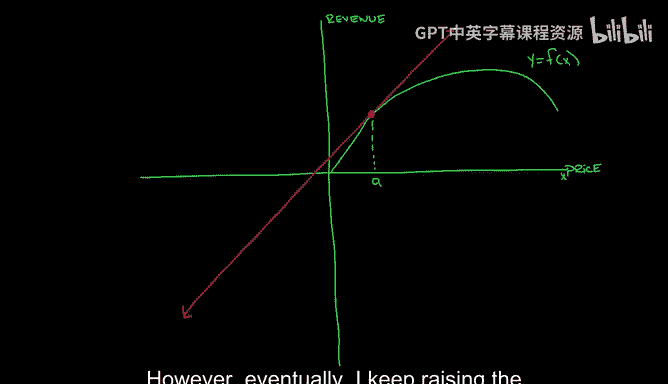 REVENUE
GPT中英字幕课程资源 bilibili
y=f(x)
PRICE
x
a
However, eventually, I keep raising the